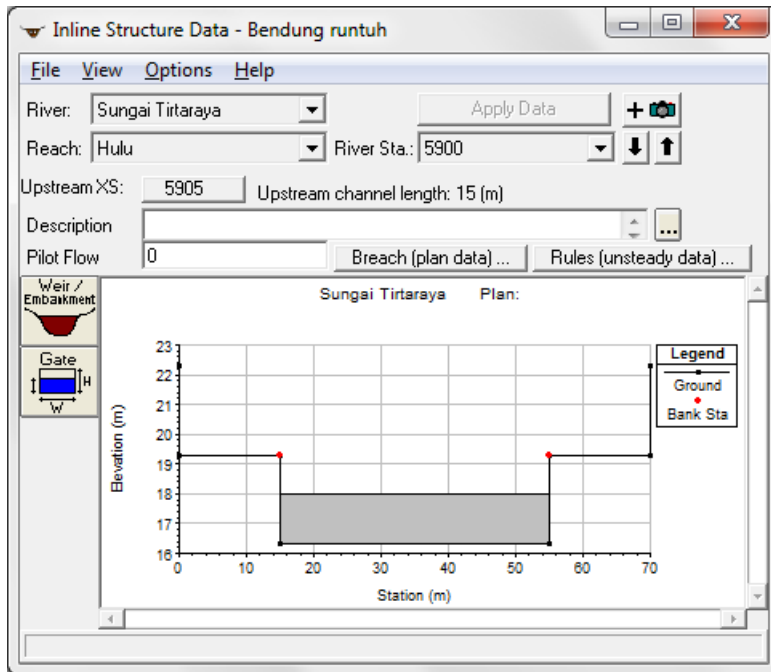 Inline Structure Data - Bendung runtuh
File View Options Help
River: Sungai Tirtaraya Apply Data
Reach: Hulu River Sta.: 5900
Upstream XS: 5905 Upstream channel length: 15 (m)
Description ...
Pilot Flow 0 Breach (plan data) ... Rules (unsteady data) ...
Weir /
Embankment
Gate
H
W
Sungai Tirtaraya Plan:
Legend
Ground
Bank Sta
Elevation (m)
23
22
21
20
19
18
17
16
0 10 20 30 40 50 60 70
Station (m)